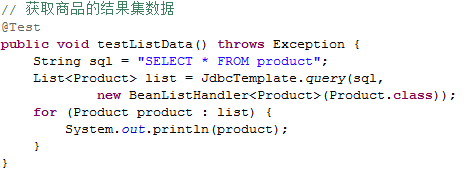 // 获取商品的结果集数据
@Test
public void testListData() throws Exception {
    String sql = "SELECT * FROM product";
    List<Product> list = JdbcTemplate.query(sql,
            new BeanListHandler<Product>(Product.class));
    for (Product product : list) {
        System.out.println(product);
    }
}